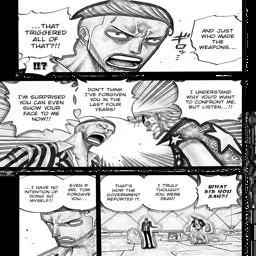 AND JUST
WHO MADE
THE
WEAPONS...
...THAT
TRIGGERED
ALL OF
THAT?!!
!!?
I UNDERSTAND
WHY YOU'D WANT
TO CONFRONT
ME, BUT
LISTEN...!!
DON'T THINK
I'VE FORGIVEN
YOU IN THE
LAST FOUR
YEARS!
I'M SURPRISED
YOU CAN EVEN
SHOW YOUR
FACE TO ME
NOW!!
WHAT
DID YOU
SAY?!
I TRULY
THOUGHT
YOU WERE
DEAD!
THAT'S
HOW THE
GOVERNMENT
REPORTED IT.
EVEN IF
MR. TOM
FORGAVE
YOU...
...I HAVE NO
INTENTION OF
DOING SO
MYSELF!!